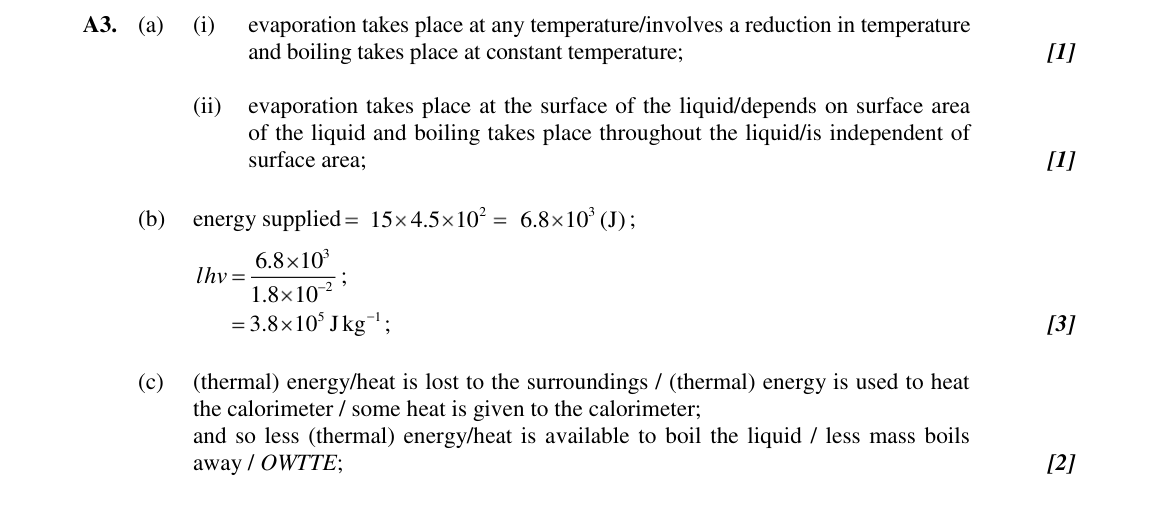 A3. (a) (i) evaporation takes place at any temperature/involves a reduction in temperature
and boiling takes place at constant temperature; [1]
(ii) evaporation takes place at the surface of the liquid/depends on surface area
of the liquid and boiling takes place throughout the liquid/is independent of
surface area; [1]
(b) energy supplied = 15×4.5×10² = 6.8×10³ (J);
lhv = 6.8×10³ / 1.8×10⁻² ;
= 3.8×10⁵ J kg⁻¹; [3]
(c) (thermal) energy/heat is lost to the surroundings / (thermal) energy is used to heat
the calorimeter / some heat is given to the calorimeter;
and so less (thermal) energy/heat is available to boil the liquid / less mass boils
away / OWTTE; [2]